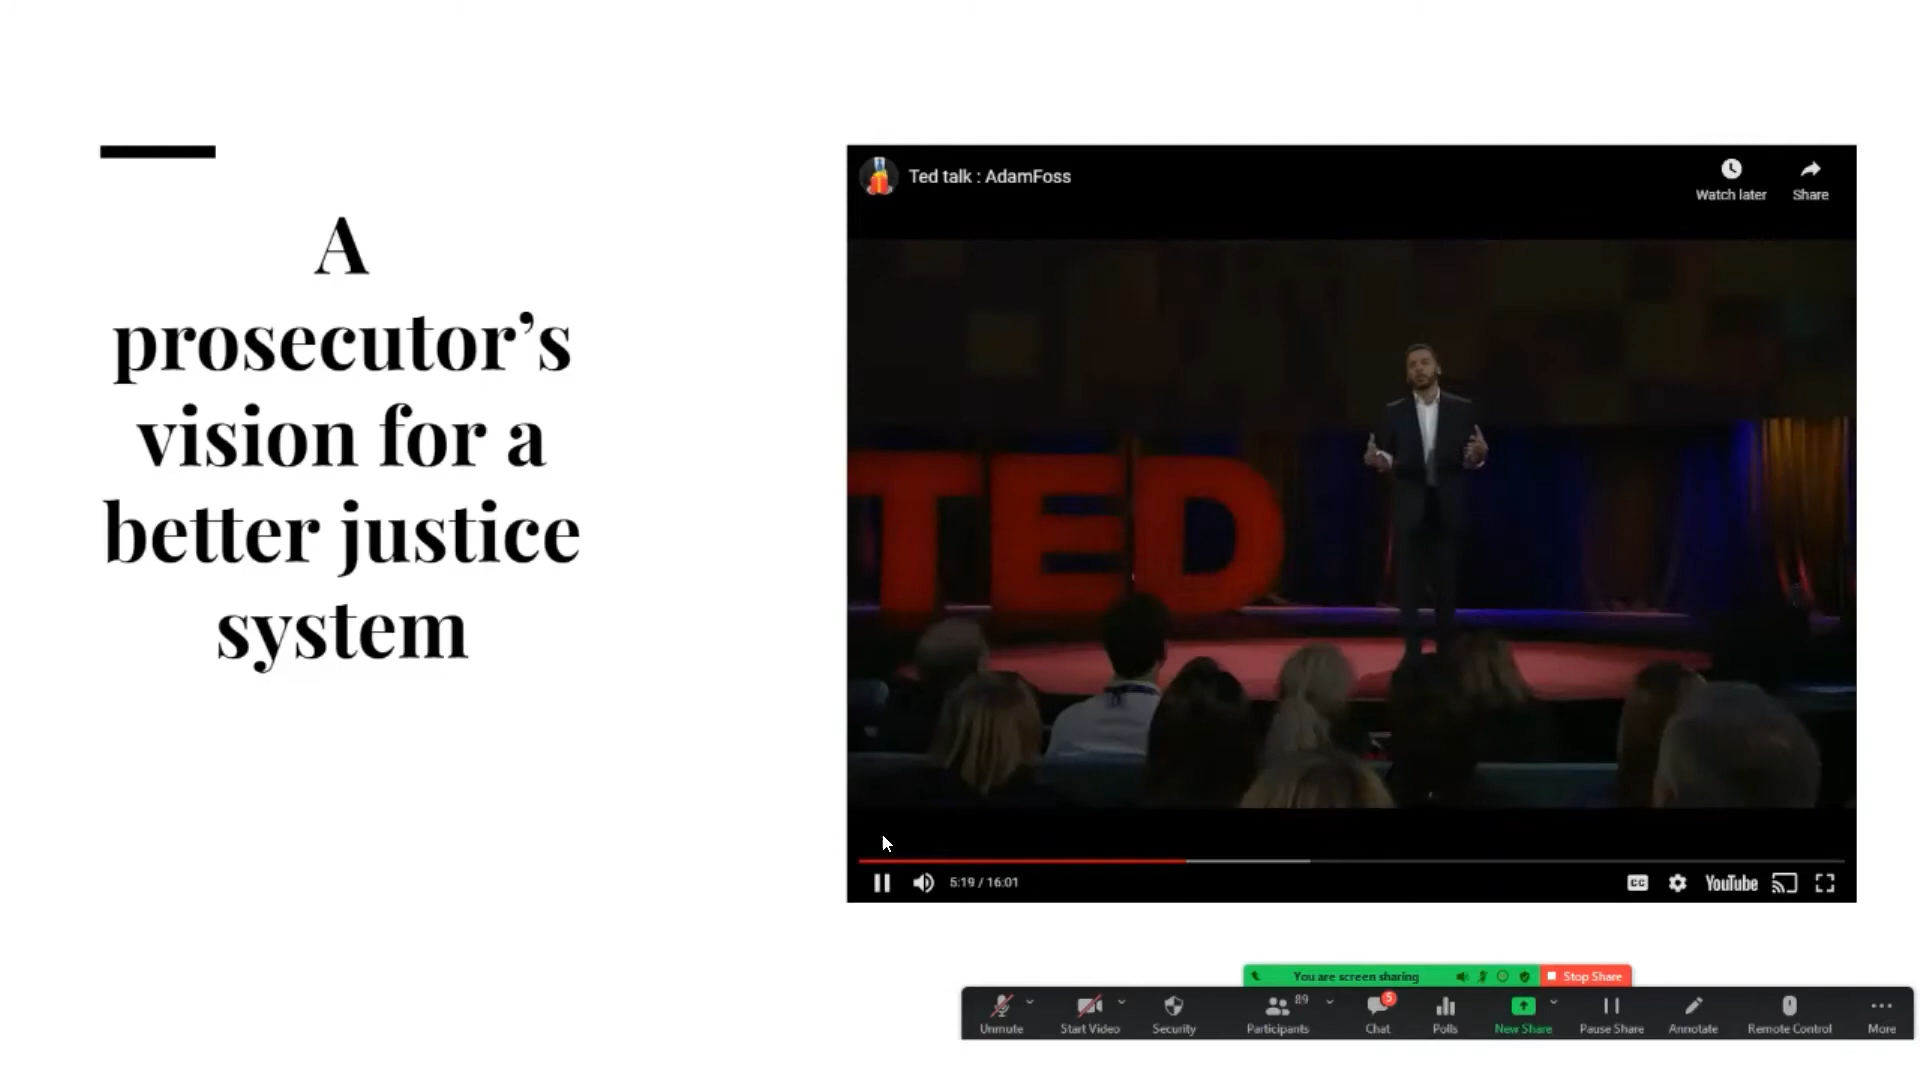 A
prosecutor’s
vision for a
better justice
system
Ted talk : AdamFoss
Watch later
Share
TED
5:19 / 16:01
CC
YouTube
You are screen sharing
Stop Share
Unmute
Start Video
Security
Participants
89
Chat
5
Polls
New Share
Pause Share
Annotate
Remote Control
More